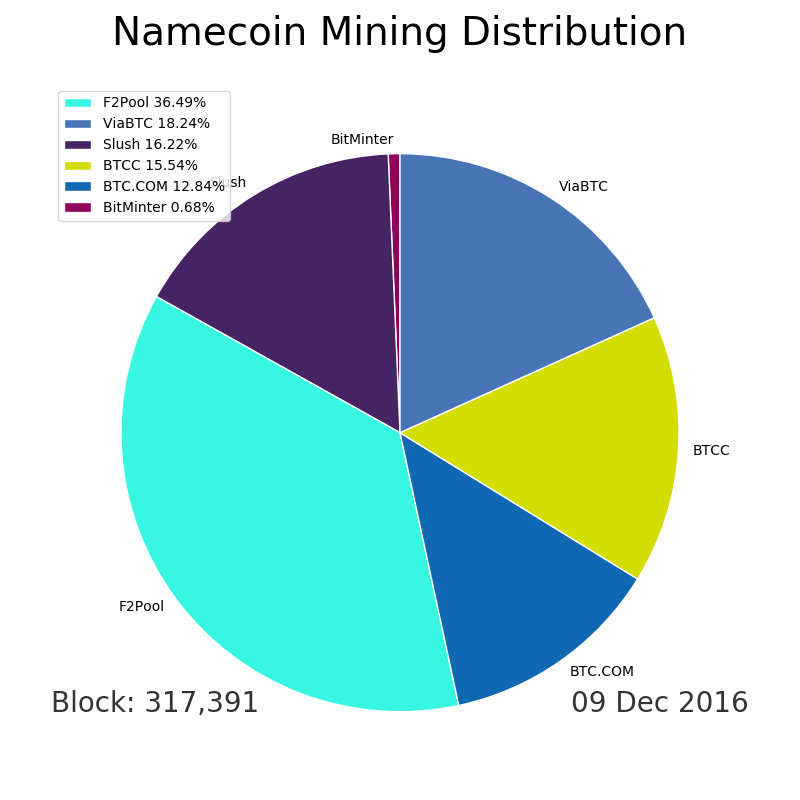 Namecoin Mining Distribution
F2Pool 36.49%
ViaBTC 18.24%
Slush 16.22%
BTCC 15.54%
BTC.COM 12.84%
BitMinter 0.68%
BitMinter
Slush
ViaBTC
BTCC
F2Pool
BTC.COM
Block: 317,391
09 Dec 2016